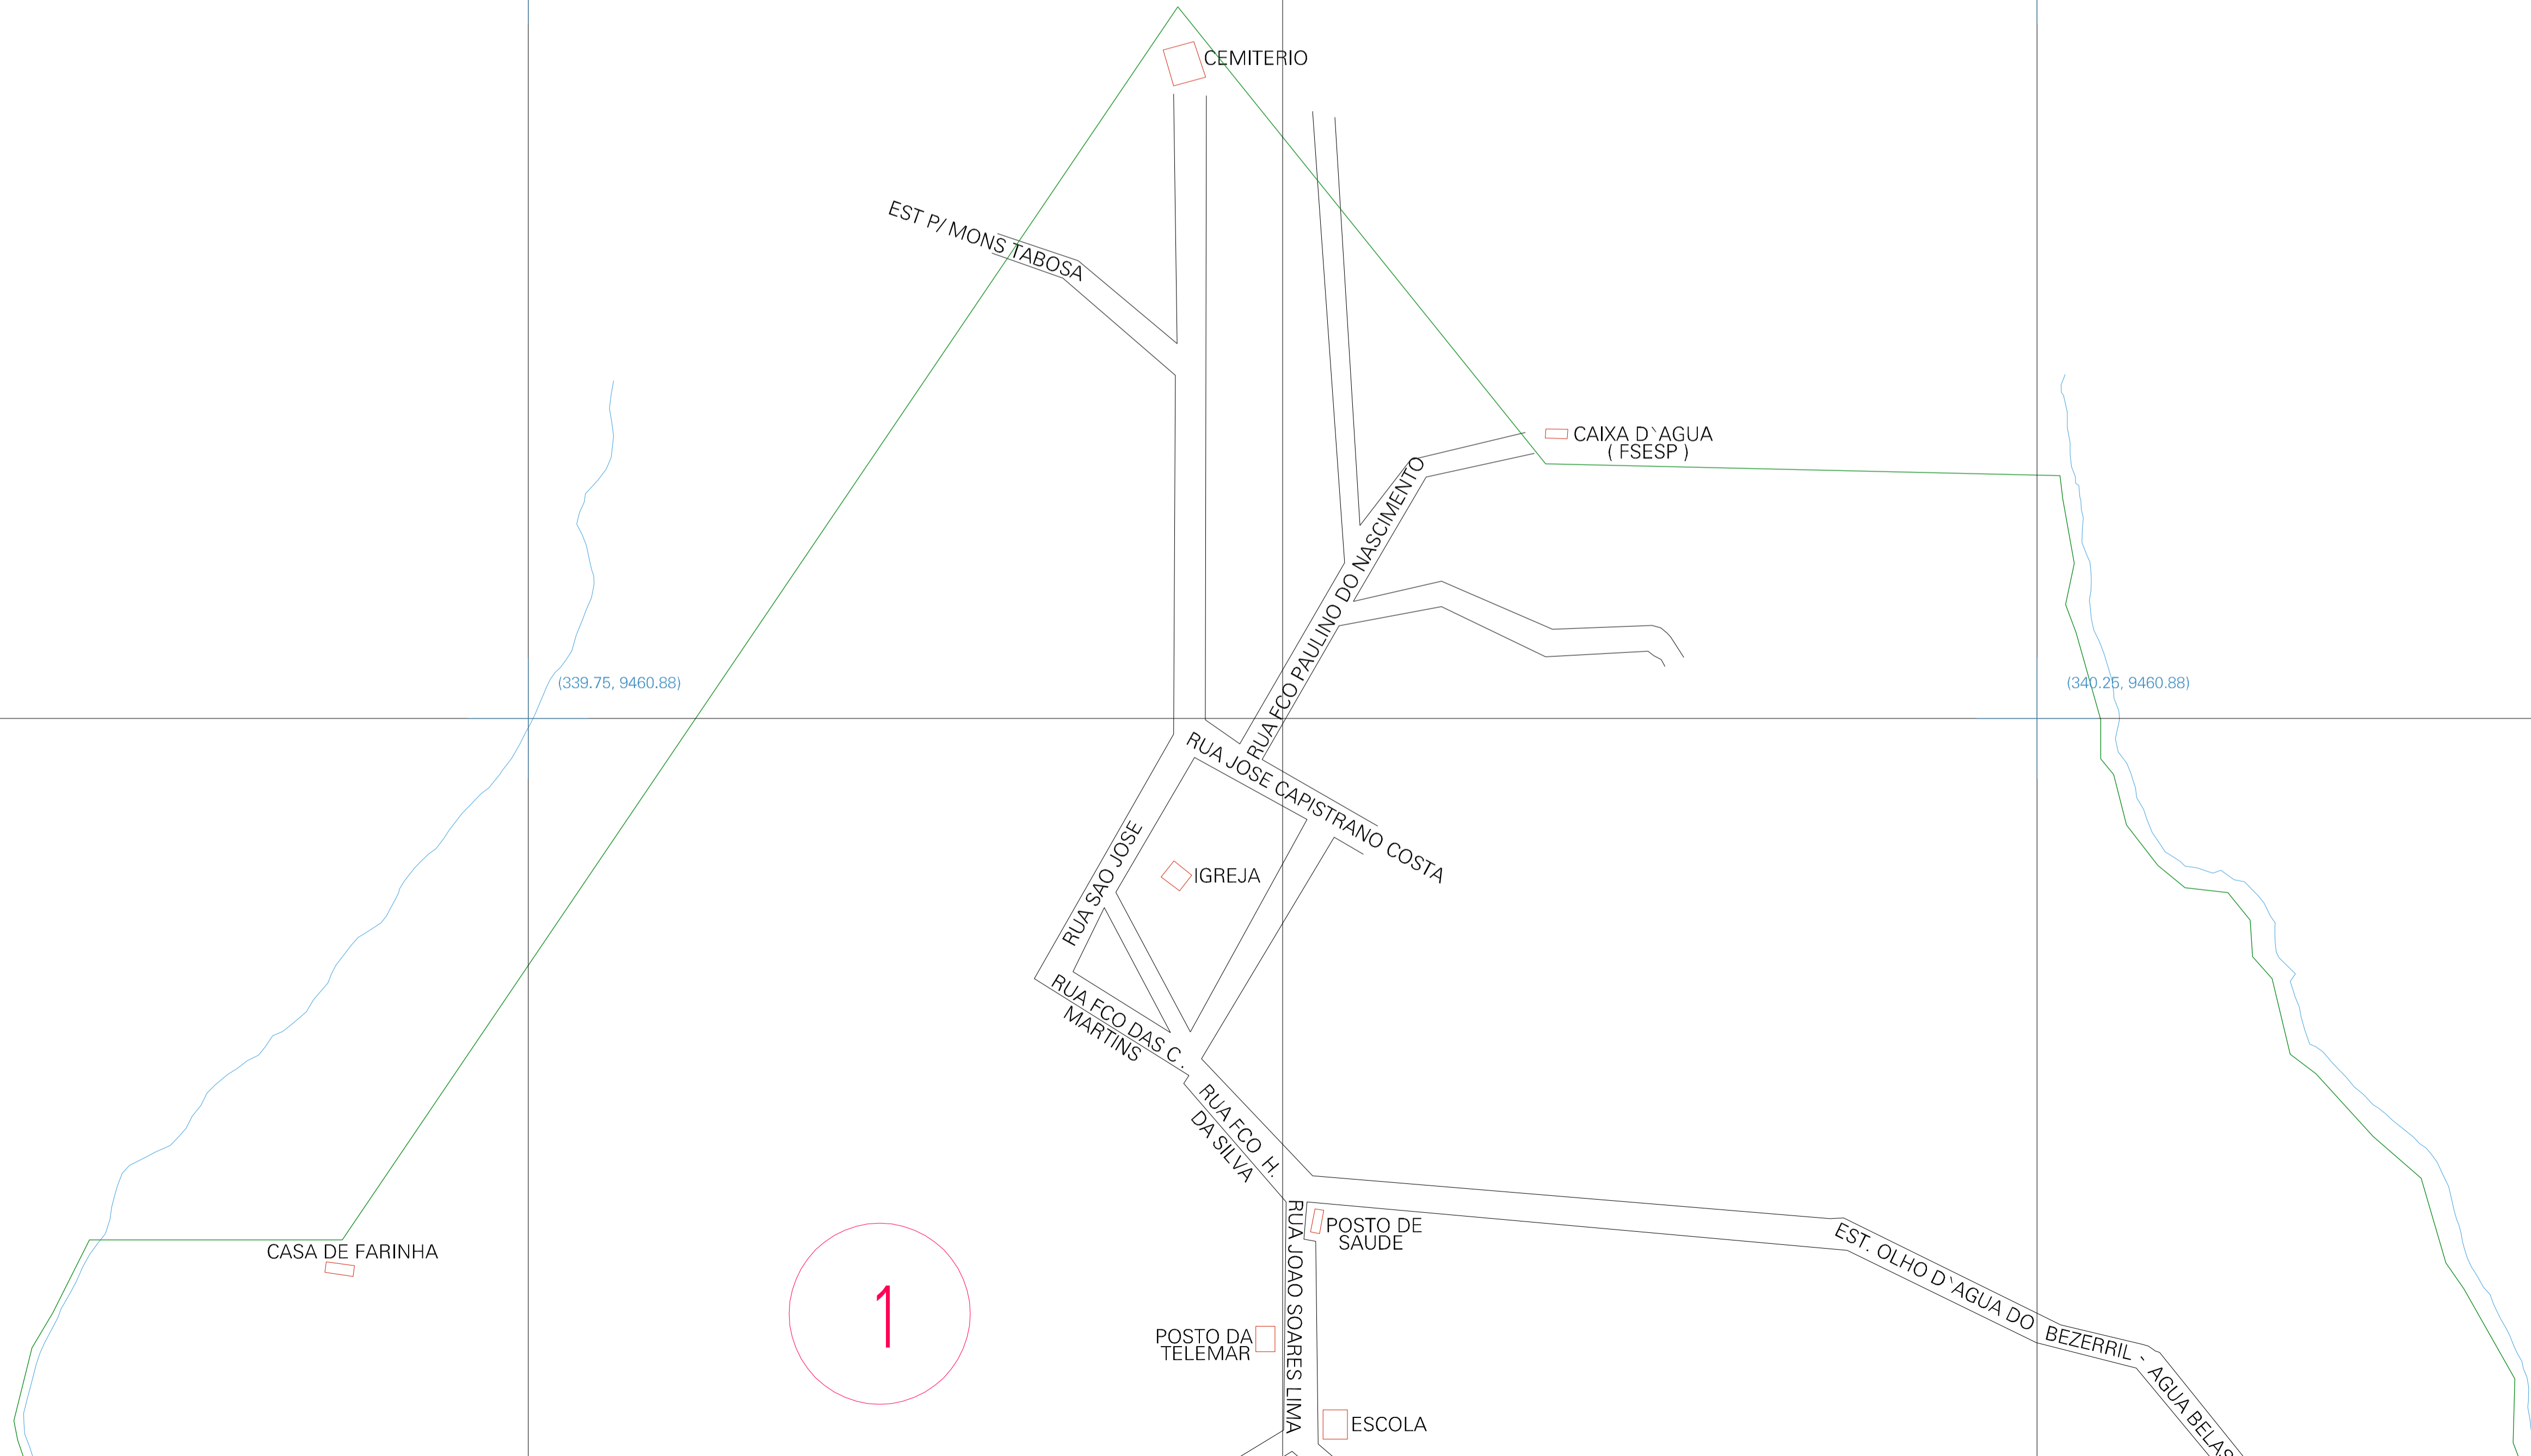 CEMITERIO
EST P/ MONS TABOSA
CAIXA D`AGUA
( FSESP )
RUA FCO PAULINO DO NASCIMENTO
(339.75, 9460.88)
(340.25, 9460.88)
RUA JOSE CAPISTRANO COSTA
RUA SAO JOSE
IGREJA
RUA FCO DAS C .
MARTINS
RUA FCO H.
DA SILVA
RUA JOAO SOARES LIMA
POSTO DE
SAUDE
EST. OLHO D`AGUA DO BEZERRIL - AGUA BELAS
CASA DE FARINHA
1
POSTO DA
TELEMAR
ESCOLA